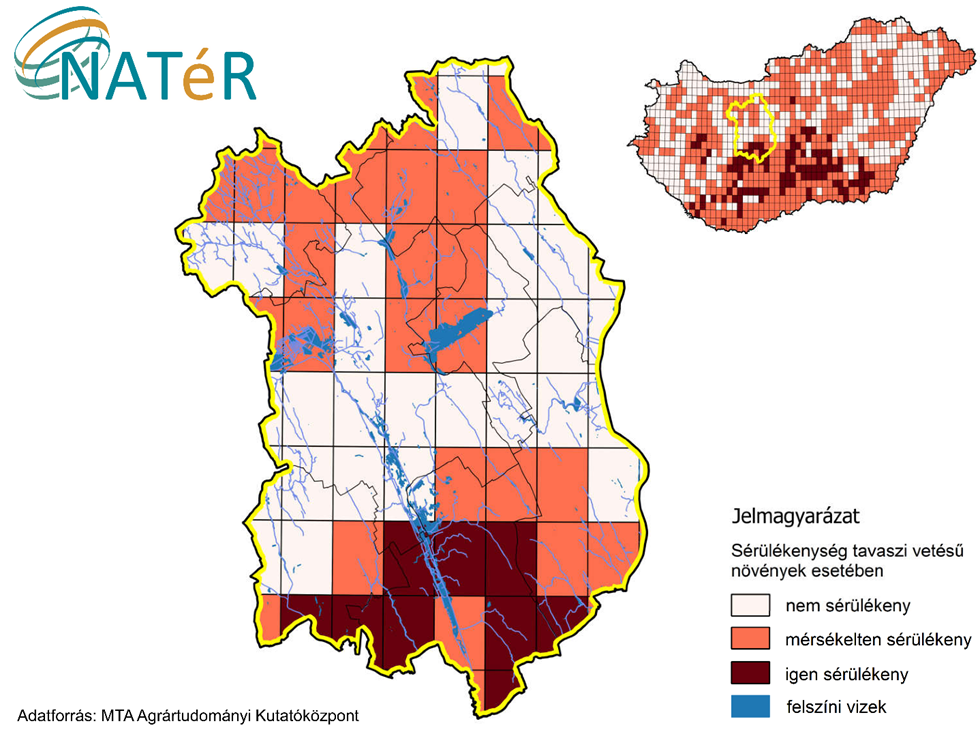 NATéR
Jelmagyarázat
Sérülékenység tavaszi vetésű
növények esetében
nem sérülékeny
mérsékelten sérülékeny
igen sérülékeny
felszíni vizek
Adatforrás: MTA Agrártudományi Kutatóközpont